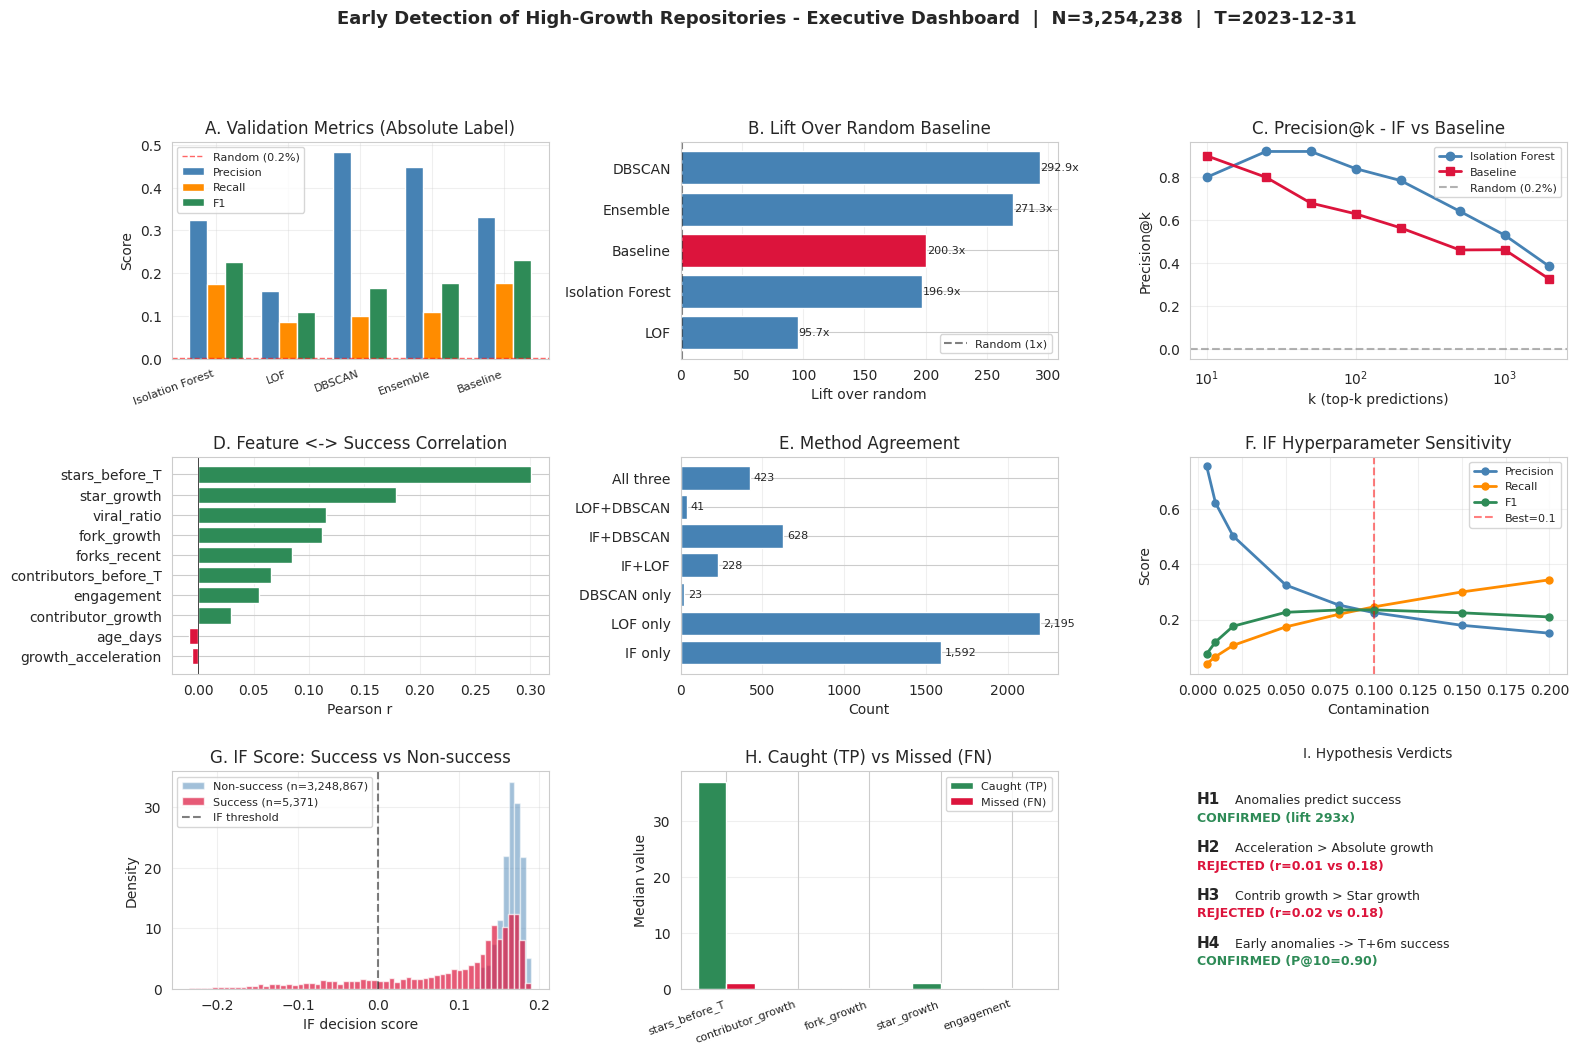 Early Detection of High-Growth Repositories - Executive Dashboard | N=3,254,238 | T=2023-12-31
A. Validation Metrics (Absolute Label)
Random (0.2%)
Precision
Recall
F1
Score
0.5
0.4
0.3
0.2
0.1
0.0
Isolation Forest
LOF
DBSCAN
Ensemble
Baseline
B. Lift Over Random Baseline
DBSCAN
292.9x
Ensemble
271.3x
Baseline
200.3x
Isolation Forest
196.9x
LOF
95.7x
Random (1x)
0 50 100 150 200 250 300
Lift over random
C. Precision@k - IF vs Baseline
Isolation Forest
Baseline
Random (0.2%)
Precision@k
0.8
0.6
0.4
0.2
0.0
10¹ 10² 10³
k (top-k predictions)
D. Feature <-> Success Correlation
stars_before_T
star_growth
viral_ratio
fork_growth
forks_recent
contributors_before_T
engagement
contributor_growth
age_days
growth_acceleration
0.00 0.05 0.10 0.15 0.20 0.25 0.30
Pearson r
E. Method Agreement
All three
423
LOF+DBSCAN
41
IF+DBSCAN
628
IF+LOF
228
DBSCAN only
23
LOF only
2,195
IF only
1,592
0 500 1000 1500 2000
Count
F. IF Hyperparameter Sensitivity
Precision
Recall
F1
Best=0.1
Score
0.6
0.4
0.2
0.000 0.025 0.050 0.075 0.100 0.125 0.150 0.175 0.200
Contamination
G. IF Score: Success vs Non-success
Non-success (n=3,248,867)
Success (n=5,371)
IF threshold
Density
30
20
10
0
−0.2 −0.1 0.0 0.1 0.2
IF decision score
H. Caught (TP) vs Missed (FN)
Caught (TP)
Missed (FN)
Median value
30
20
10
0
stars_before_T
contributor_growth
fork_growth
star_growth
engagement
I. Hypothesis Verdicts
H1 Anomalies predict success
CONFIRMED (lift 293x)
H2 Acceleration > Absolute growth
REJECTED (r=0.01 vs 0.18)
H3 Contrib growth > Star growth
REJECTED (r=0.02 vs 0.18)
H4 Early anomalies -> T+6m success
CONFIRMED (P@10=0.90)